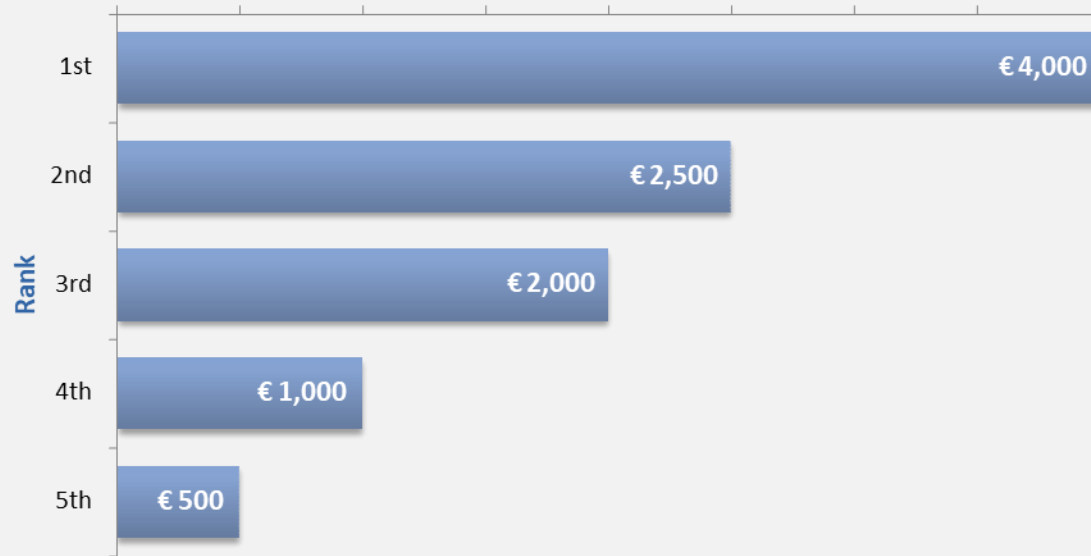 1st
€ 4,000
2nd
€ 2,500
Rank
3rd
€ 2,000
4th
€ 1,000
5th
€ 500